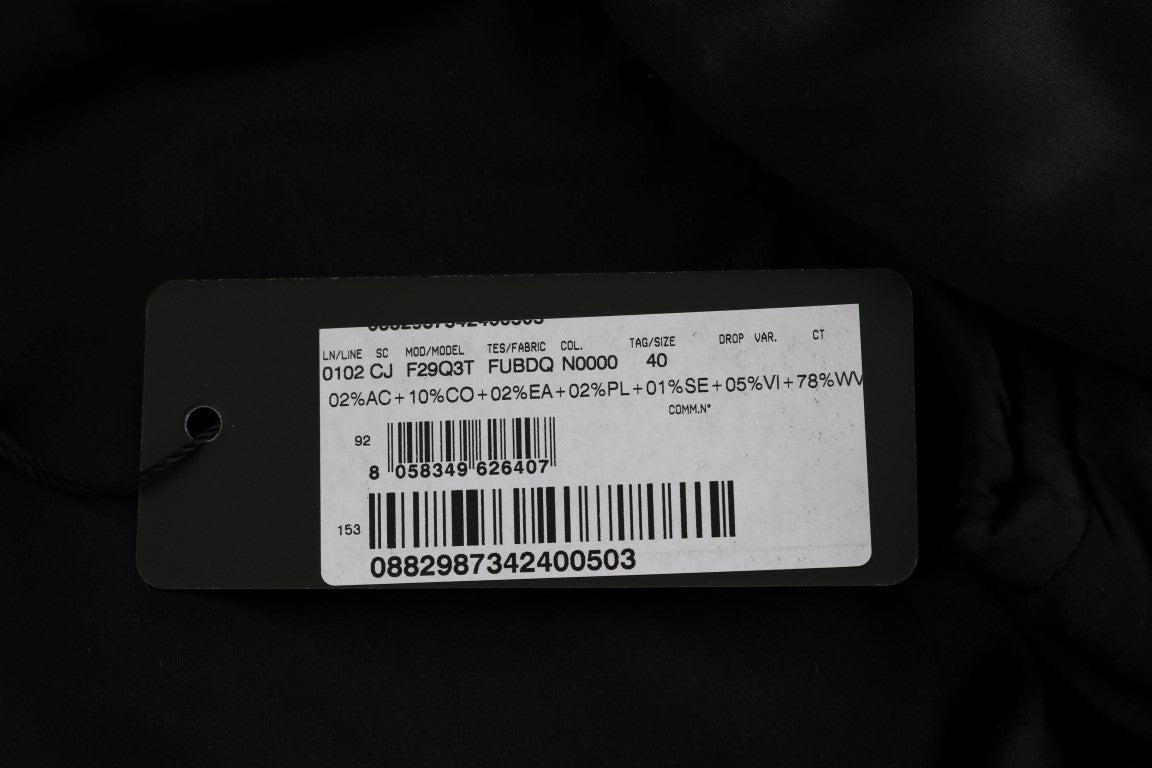 LN/LINE SC MOD/MODEL TES/FABRIC COL. TAG/SIZE DROP VAR. CT
0102 CJ F29Q3T FUBDQ N0000 40
02%AC+10%CO+02%EA+02%PL+01%SE+05%VI+78%WV
COMM.N°
92
8 058349 626407
153
0882987342400503